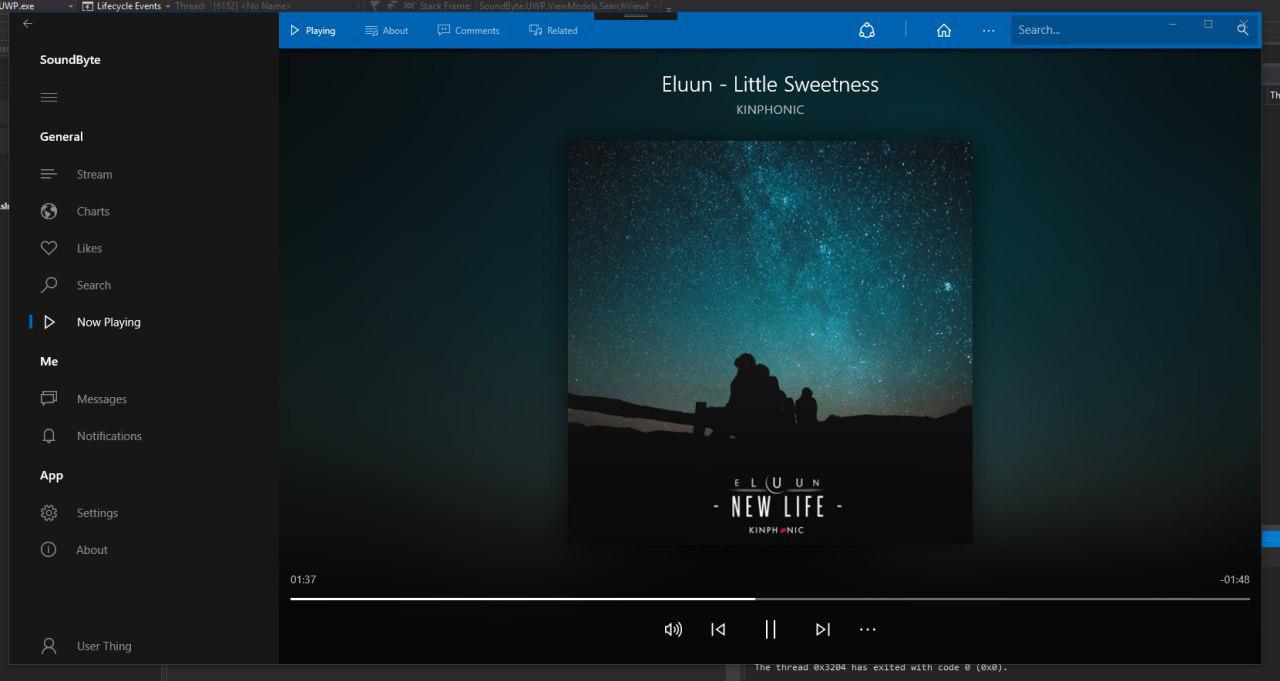 UWP.exe
Lifecycle Events
Thread: [6152] <No Name>
Stack Frame: SoundByte.UWP.ViewModels.SearchView
SoundByte
General
Stream
Charts
Likes
Search
Now Playing
Me
Messages
Notifications
App
Settings
About
User Thing
Playing
About
Comments
Related
Search...
Eluun - Little Sweetness
KINPHONIC
ELUUN
- NEW LIFE -
KINPHONIC
01:37
-01:48
Th
The thread 0x3204 has exited with code 0 (0x0).